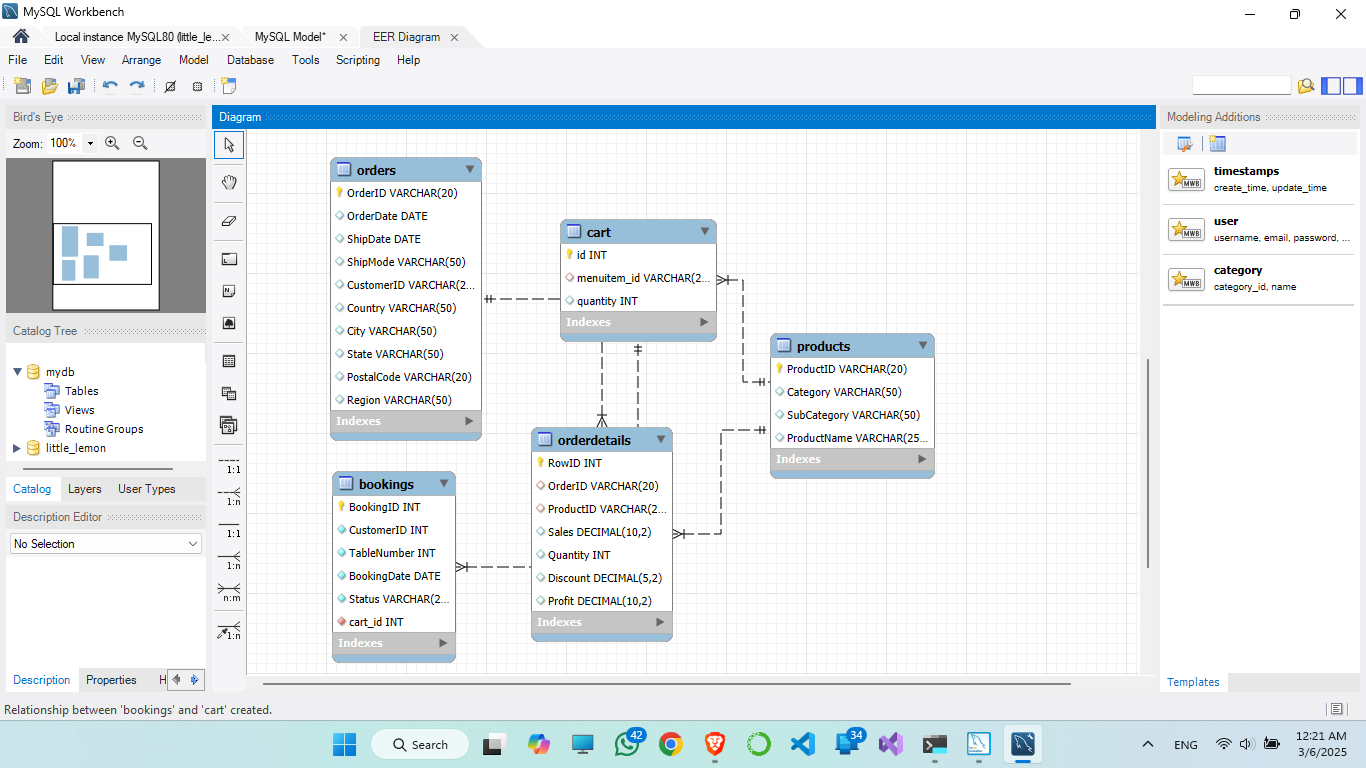 MySQL Workbench
Local instance MySQL80 (little_le...
MySQL Model*
EER Diagram
File Edit View Arrange Model Database Tools Scripting Help
Bird's Eye
Zoom: 100%
Catalog Tree
mydb
Tables
Views
Routine Groups
little_lemon
Catalog Layers User Types
Description Editor
No Selection
Description Properties H
Diagram
1:1
1:n
1:1
1:n
n:m
1:n
orders
OrderID VARCHAR(20)
OrderDate DATE
ShipDate DATE
ShipMode VARCHAR(50)
CustomerID VARCHAR(2...
Country VARCHAR(50)
City VARCHAR(50)
State VARCHAR(50)
PostalCode VARCHAR(20)
Region VARCHAR(50)
Indexes
cart
id INT
menuitem_id VARCHAR(2...
quantity INT
Indexes
products
ProductID VARCHAR(20)
Category VARCHAR(50)
SubCategory VARCHAR(50)
ProductName VARCHAR(25...
Indexes
orderdetails
RowID INT
OrderID VARCHAR(20)
ProductID VARCHAR(2...
Sales DECIMAL(10,2)
Quantity INT
Discount DECIMAL(5,2)
Profit DECIMAL(10,2)
Indexes
bookings
BookingID INT
CustomerID INT
TableNumber INT
BookingDate DATE
Status VARCHAR(2...
cart_id INT
Indexes
Modeling Additions
MWB
timestamps
create_time, update_time
MWB
user
username, email, password, ...
MWB
category
category_id, name
Templates
Relationship between 'bookings' and 'cart' created.
Search
42
34
ENG
12:21 AM
3/6/2025